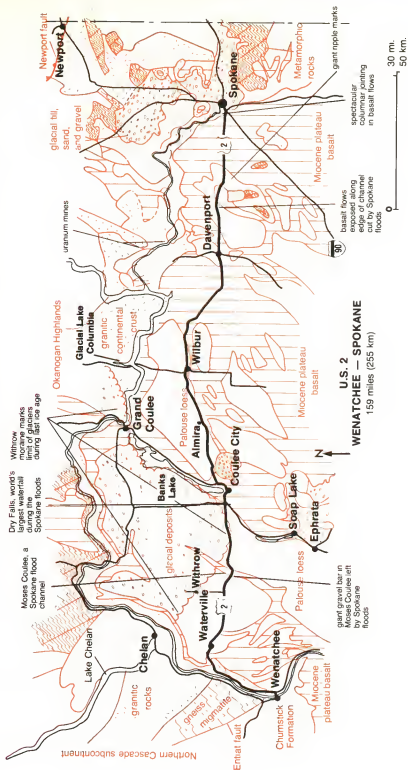 Newport fault
Newport
glacial till,
sand,
and gravel
Spokane
Metamorphic
rocks
giant ripple marks
spectacular
columnar jointing
in basalt flows
uranium mines
2
Miocene plateau
basalt
Davenport
basalt flows
exposed along
edge of channel
cut by Spokane
floods
90
0
30 mi.
50 km.
Okanogan Highlands
Glacial Lake
Columbia
granitic
continental
crust
Wilbur
Miocene plateau
basalt
Withrow
moraine marks
limit of glaciers
during last ice age
Grand
Coulee
Palouse loess
Almira
Dry Falls, world's
largest waterfall
during the
Spokane floods
Banks
Lake
Coulee City
Soap Lake
Ephrata
N
U.S. 2
WENATCHEE — SPOKANE
159 miles (255 km)
Moses Coulee, a
Spokane flood
channel
glacial deposits
Withrow
2
Palouse loess
giant gravel bar in
Moses Coulee left
by Spokane
floods
Lake Chelan
Chelan
Waterville
Wenatchee
granitic
rocks
gneiss
migmatite
Northern Cascade subcontinent
Entiat fault
Chumstick
Formation
Miocene
plateau basalt